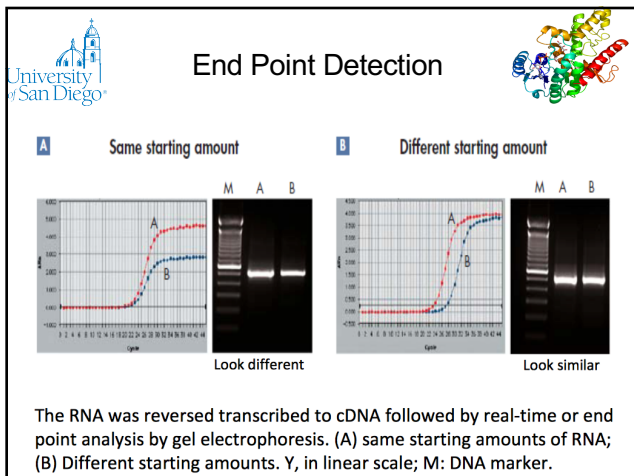 University
of San Diego®
End Point Detection
A Same starting amount
B Different starting amount
M A B
M A B
A
B
A
B
Cycle
Cycle
Look different
Look similar
The RNA was reversed transcribed to cDNA followed by real-time or end
point analysis by gel electrophoresis. (A) same starting amounts of RNA;
(B) Different starting amounts. Y, in linear scale; M: DNA marker.